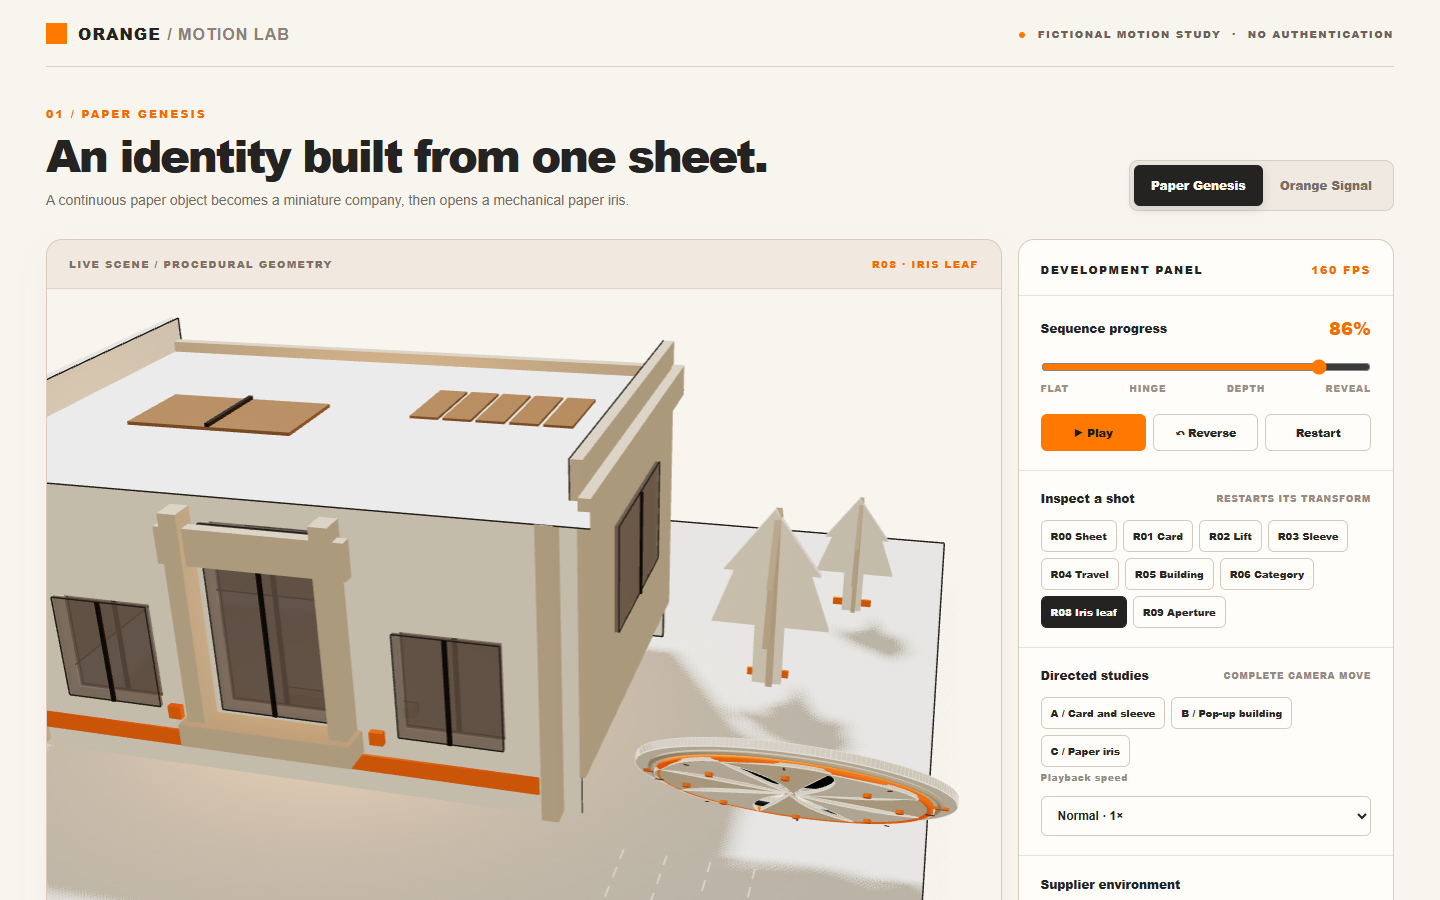 ORANGE / MOTION LAB
FICTIONAL MOTION STUDY · NO AUTHENTICATION
01 / PAPER GENESIS
An identity built from one sheet.
A continuous paper object becomes a miniature company, then opens a mechanical paper iris.
Paper Genesis
Orange Signal
LIVE SCENE / PROCEDURAL GEOMETRY
R08 · IRIS LEAF
DEVELOPMENT PANEL
160 FPS
Sequence progress
86%
FLAT
HINGE
DEPTH
REVEAL
▶ Play
↶ Reverse
Restart
Inspect a shot
RESTARTS ITS TRANSFORM
R00 Sheet
R01 Card
R02 Lift
R03 Sleeve
R04 Travel
R05 Building
R06 Category
R08 Iris leaf
R09 Aperture
Directed studies
COMPLETE CAMERA MOVE
A / Card and sleeve
B / Pop-up building
C / Paper iris
Playback speed
Normal · 1×
Supplier environment